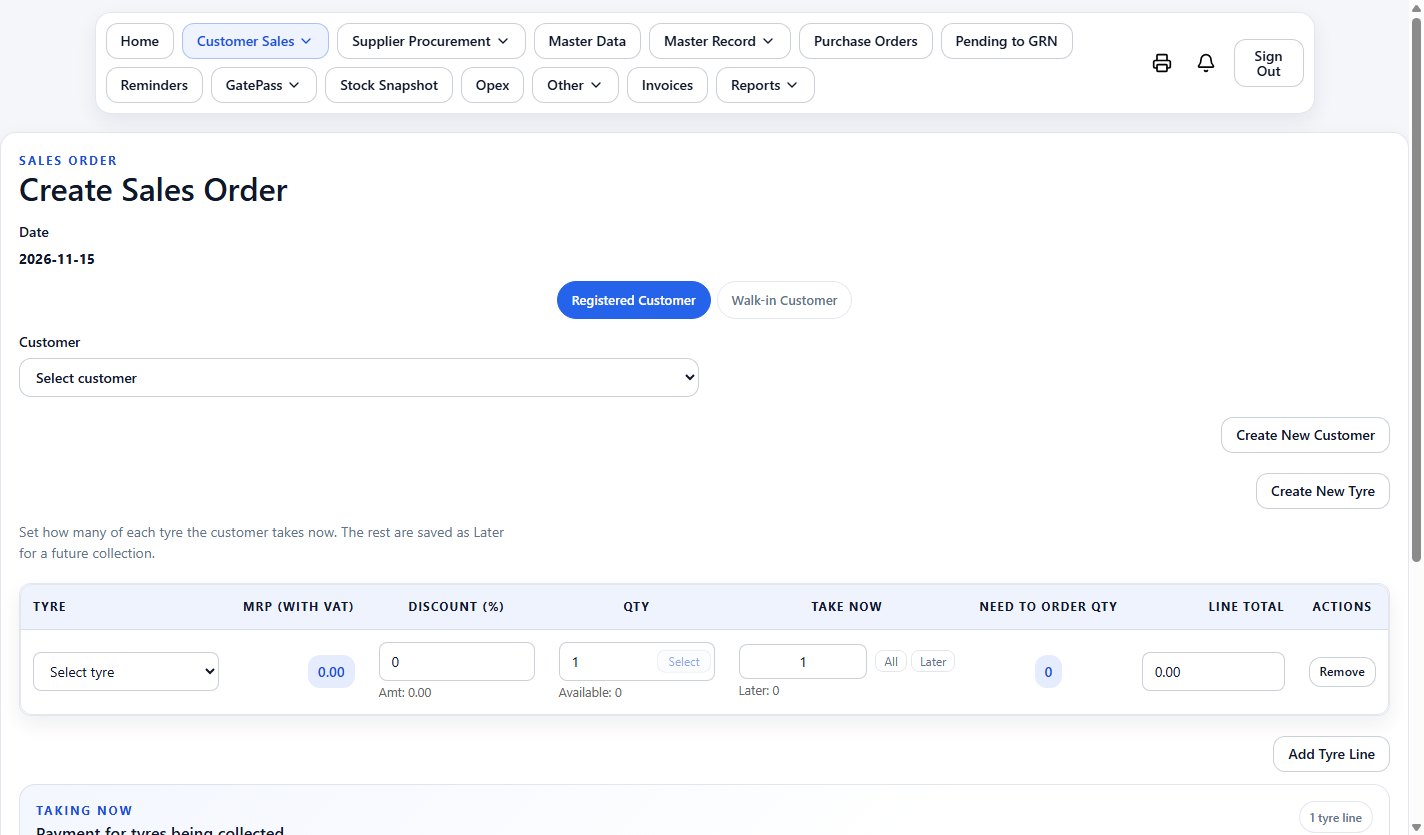 Home
Customer Sales
Supplier Procurement
Master Data
Master Record
Purchase Orders
Pending to GRN
Reminders
GatePass
Stock Snapshot
Opex
Other
Invoices
Reports
Sign
Out
SALES ORDER
Create Sales Order
Date
2026-11-15
Registered Customer
Walk-in Customer
Customer
Select customer
Create New Customer
Create New Tyre
Set how many of each tyre the customer takes now. The rest are saved as Later
for a future collection.
TYRE MRP (WITH VAT) DISCOUNT (%) QTY TAKE NOW NEED TO ORDER QTY LINE TOTAL ACTIONS
Select tyre 0.00 0 1 Select 1 All Later 0 0.00 Remove
Amt: 0.00 Available: 0 Later: 0
Add Tyre Line
TAKING NOW
Payment for tyres being collected
1 tyre line